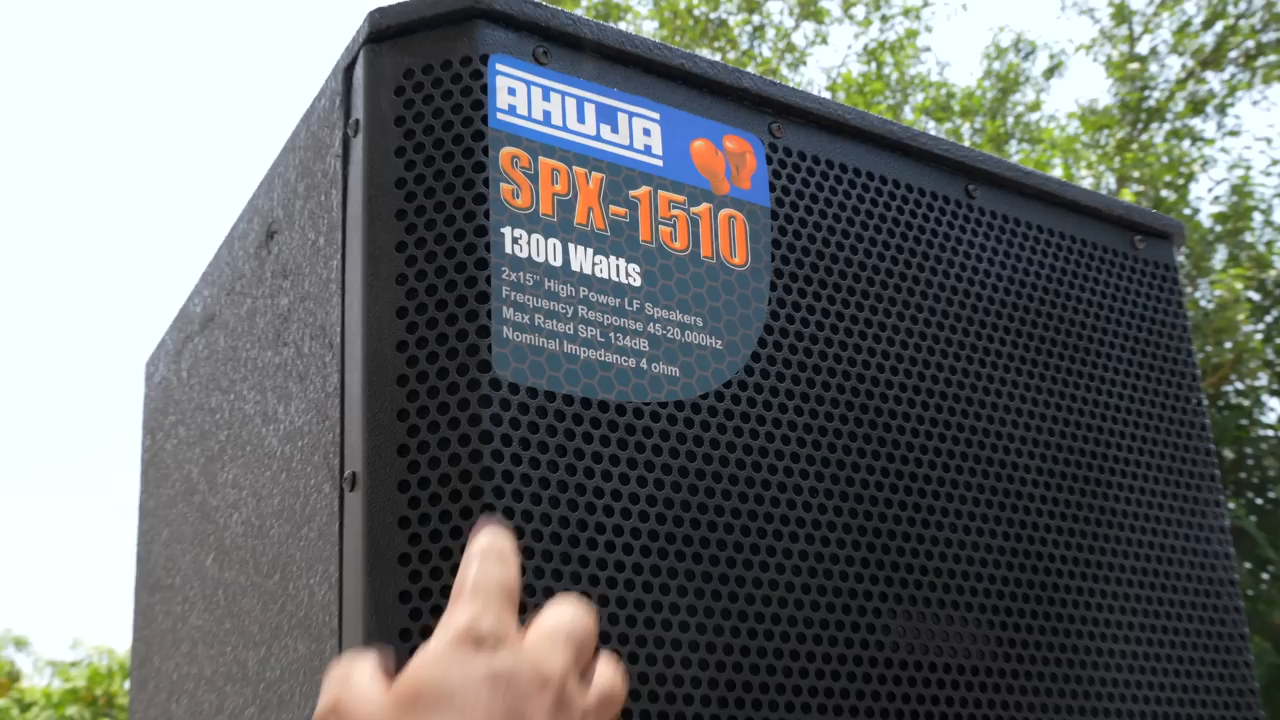 AHUJA
SPX-1510
1300 Watts
2x15" High Power LF Speakers
Frequency Response 45-20,000Hz
Max Rated SPL 134dB
Nominal Impedance 4 ohm